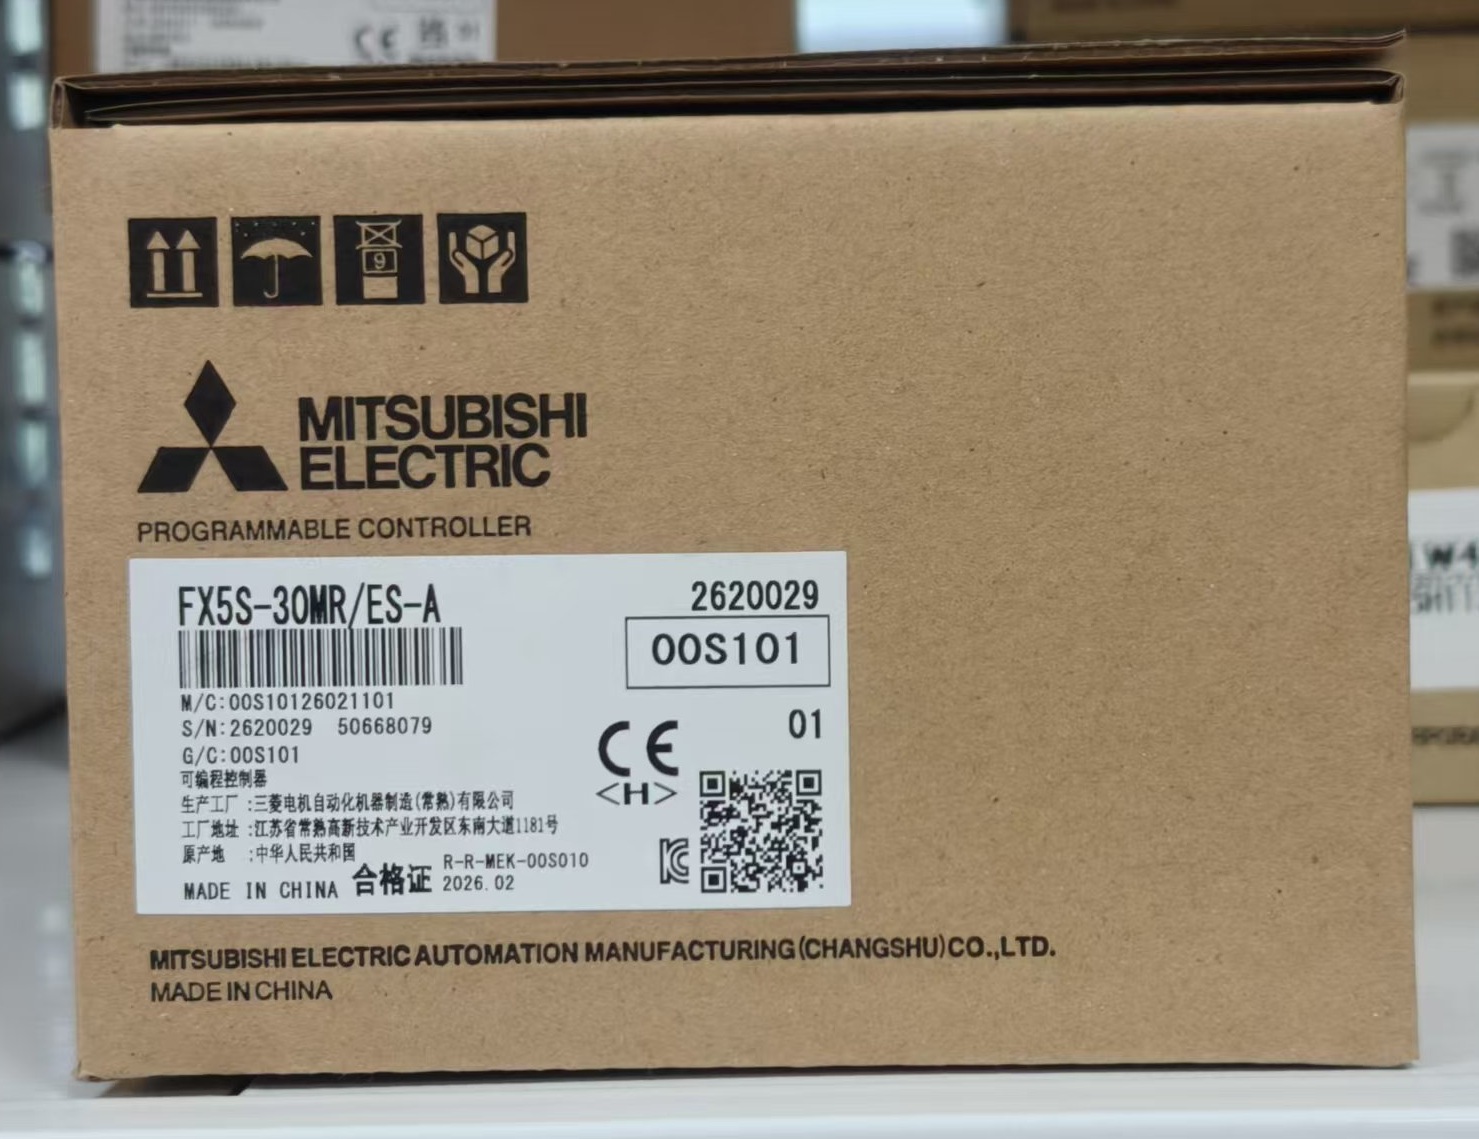 CE
9
MITSUBISHI
ELECTRIC
PROGRAMMABLE CONTROLLER
FX5S-30MR/ES-A
2620029
00S101
M/C:00S10126021101
S/N:2620029 50668079
01
G/C:00S101
CE
可编程控制器
<H>
生产工厂:三菱电机自动化机器制造(常熟)有限公司
工厂地址:江苏省常熟高新技术产业开发区东南大道1181号
原产地:中华人民共和国
MADE IN CHINA 合格证
R-R-MEK-00S010
2026.02
MITSUBISHI ELECTRIC AUTOMATION MANUFACTURING(CHANGSHU)CO.,LTD.
MADE IN CHINA
W4